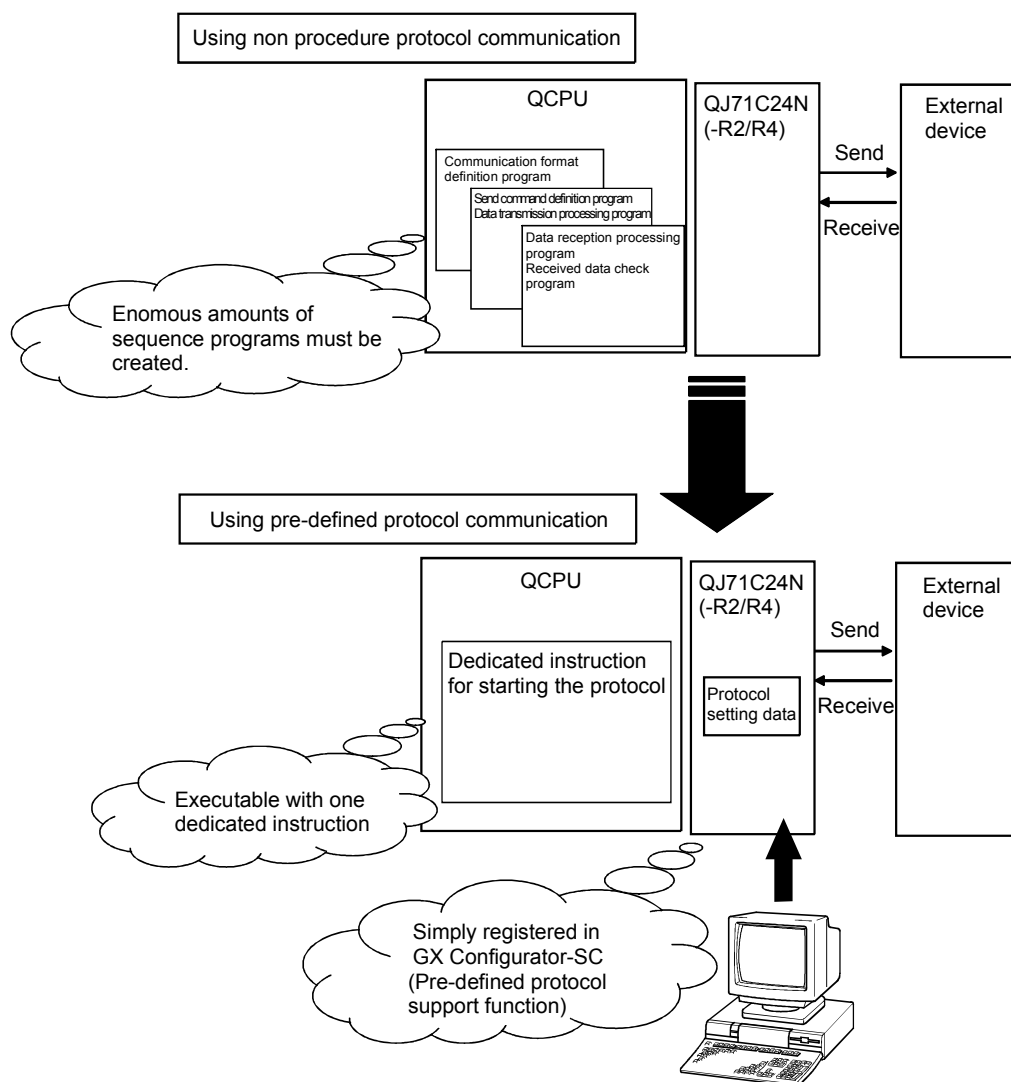 Using non procedure protocol communication
QCPU
QJ71C24N
(-R2/R4)
External
device
Communication format
definition program
Send command definition program
Data transmission processing program
Data reception processing
program
Received data check
program
Send
Receive
Enomous amounts of
sequence programs must be
created.
Using pre-defined protocol communication
QCPU
QJ71C24N
(-R2/R4)
External
device
Dedicated instruction
for starting the protocol
Protocol
setting data
Send
Receive
Executable with one
dedicated instruction
Simply registered in
GX Configurator-SC
(Pre-defined protocol
support function)